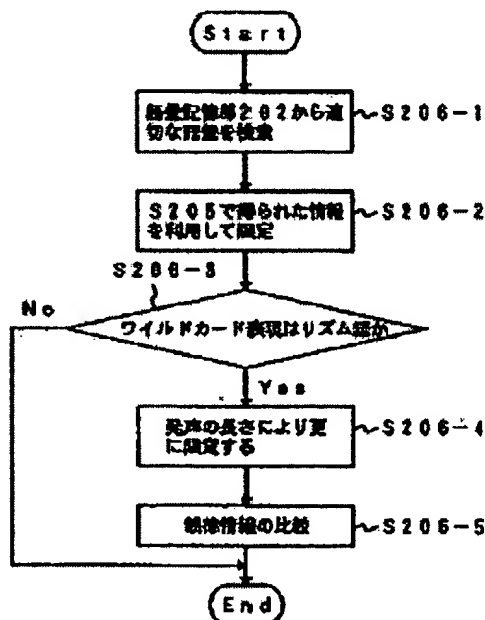 Start
語彙記憶部202から適
切な語彙を検索
S206-1
S205で得られた情報
を利用して限定
S206-2
S206-3
No
ワイルドカード表現はリズム語か
Yes
発声の長さにより更
に限定する
S206-4
情報の比較
S206-5
End